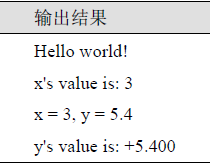 输出结果
Hello world!
x's value is: 3
x = 3, y = 5.4
y's value is: +5.400